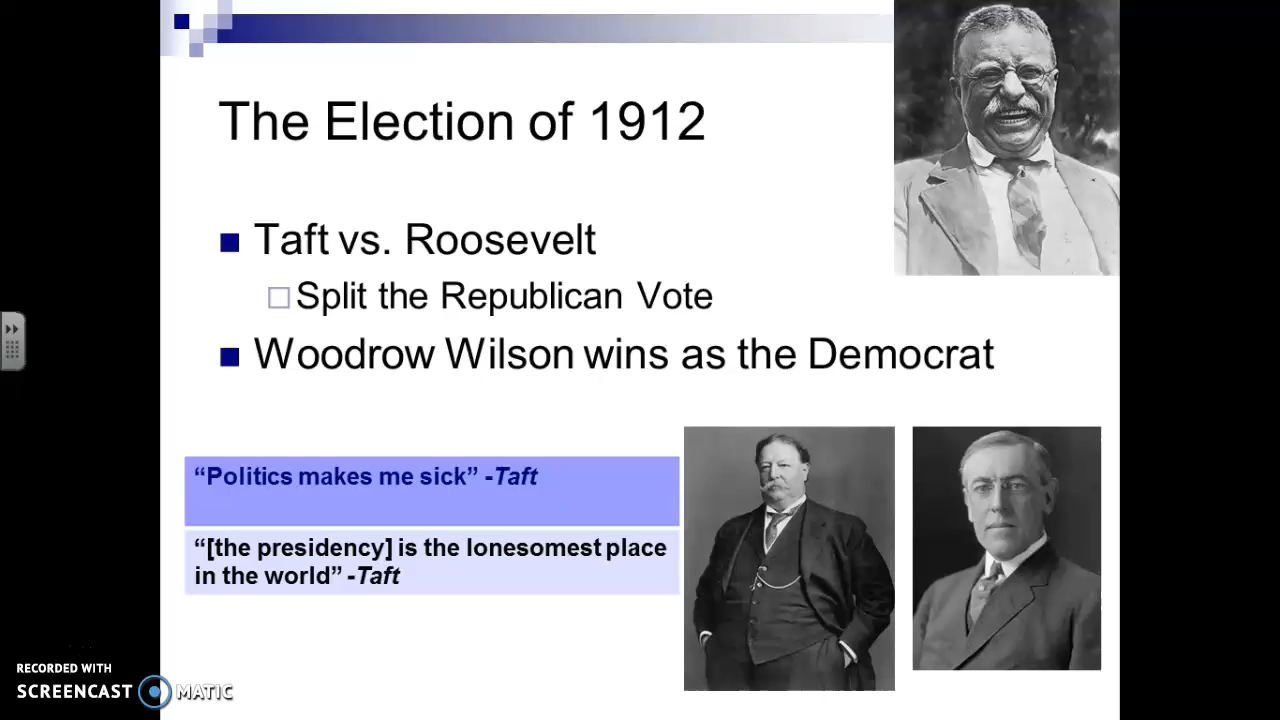 The Election of 1912
Taft vs. Roosevelt
Split the Republican Vote
Woodrow Wilson wins as the Democrat
“Politics makes me sick” -Taft
“[the presidency] is the lonesomest place
in the world” -Taft
RECORDED WITH
SCREENCAST MATIC